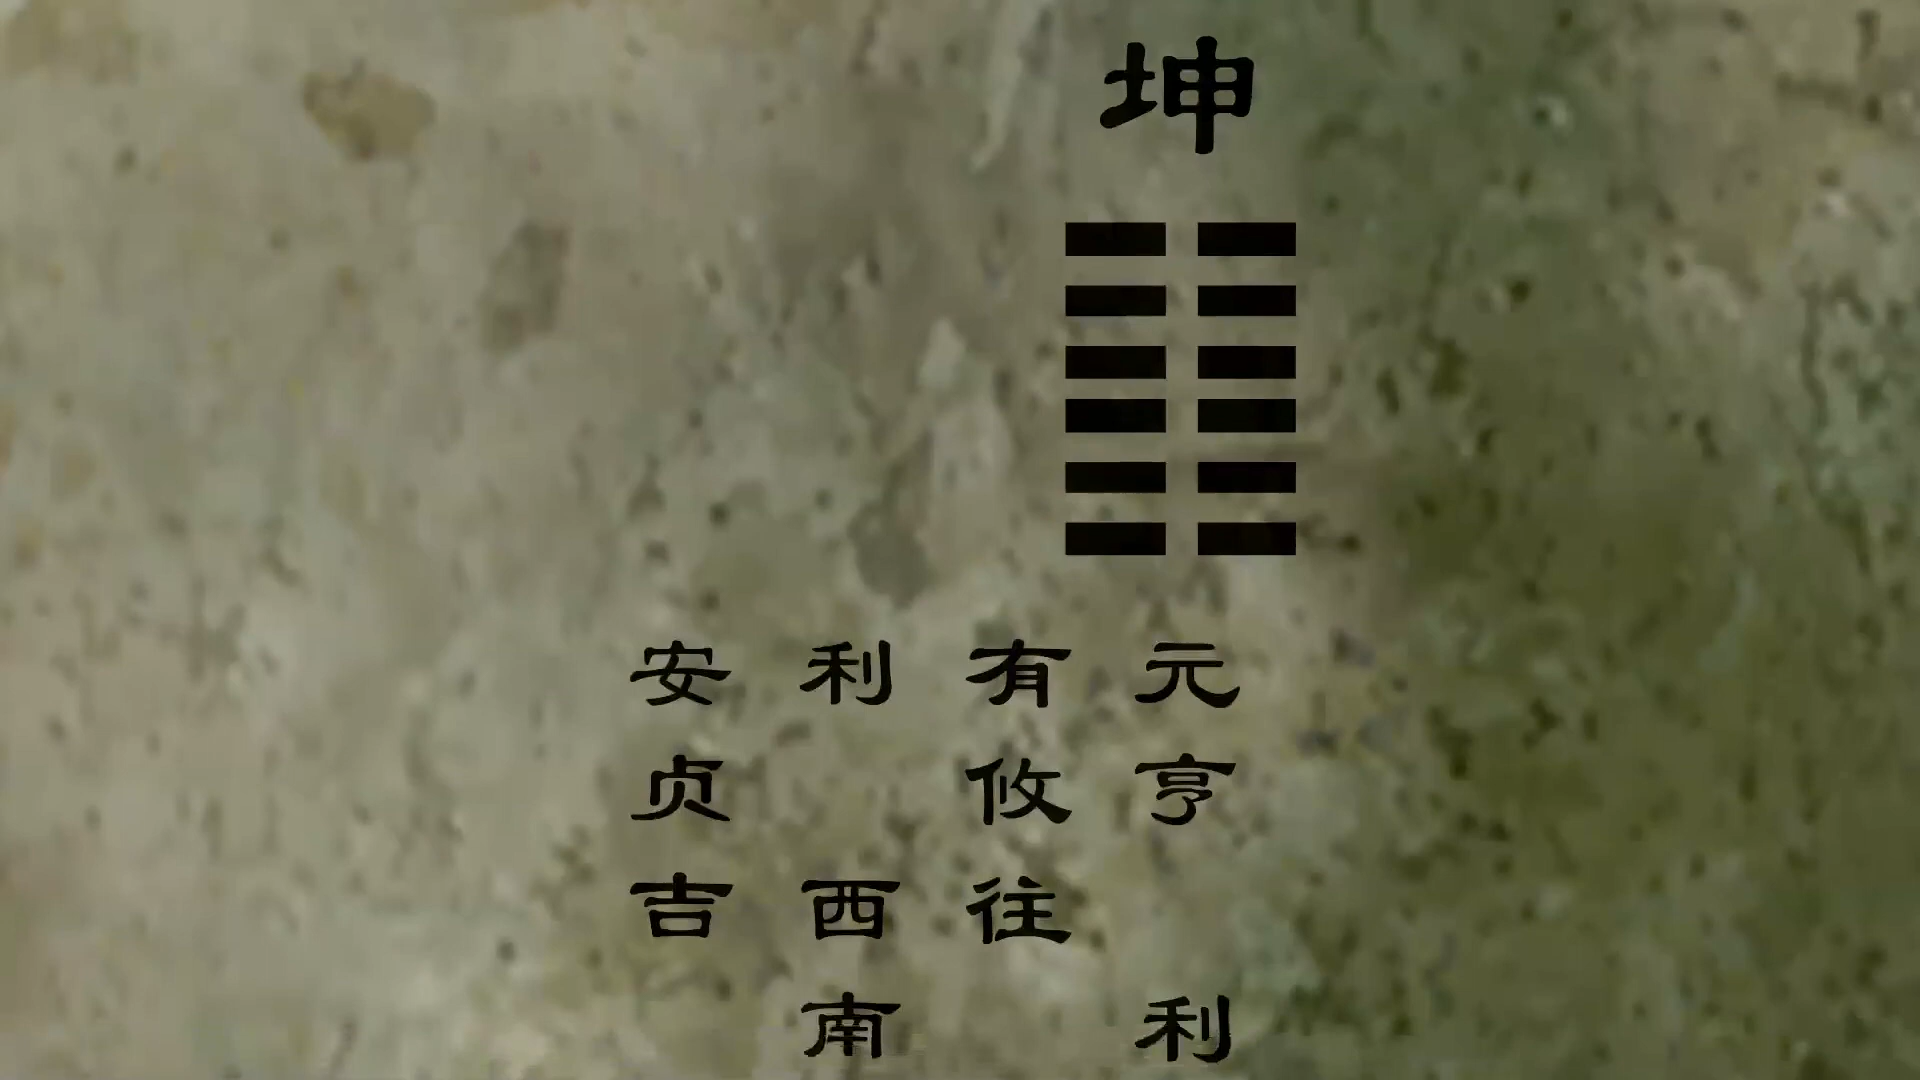 坤
元亨 利
有攸往
利 西南
安贞吉